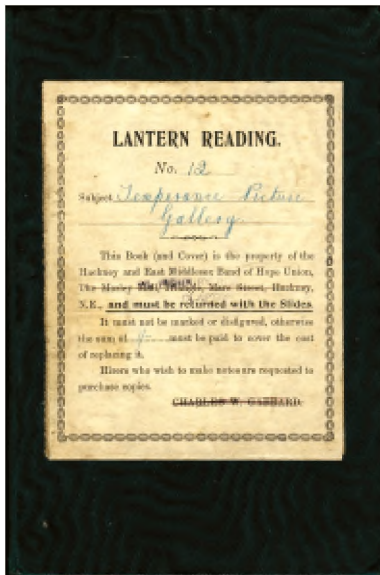 LANTERN READING.
No. 12
Subject Temperance Picture
Gallery.
This Book (and Cover) is the property of the
Hackney and East Middlesex Band of Hope Union,
The Morley Mare Street, Hackney,
N.E., and must be returned with the Slides.
It must not be marked or disfigured, otherwise
the sum of must be paid to cover the cost
of replacing it.
Hirers who wish to make notes are requested to
purchase copies.
CHARLES W. GARRARD.